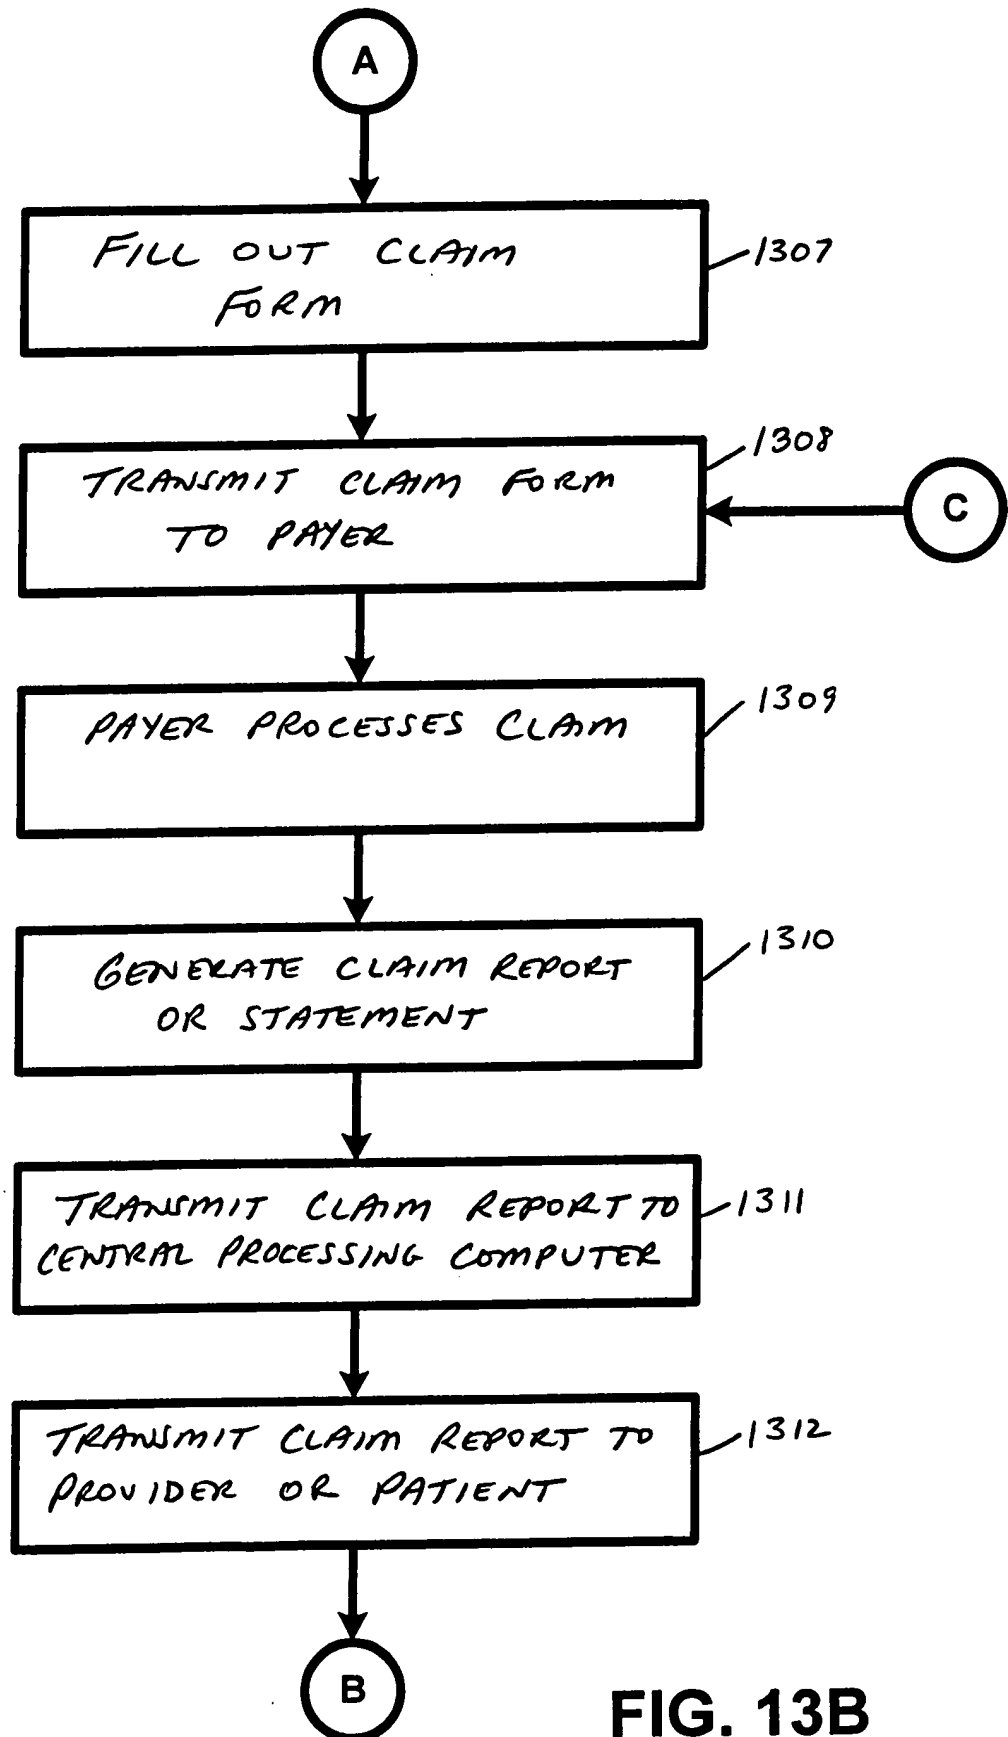 A
FILL OUT CLAIM
FORM
1307
TRANSMIT CLAIM FORM
TO PAYER
1308
C
PAYER PROCESSES CLAIM
1309
GENERATE CLAIM REPORT
OR STATEMENT
1310
TRANSMIT CLAIM REPORT TO
CENTRAL PROCESSING COMPUTER
1311
TRANSMIT CLAIM REPORT TO
PROVIDER OR PATIENT
1312
B
FIG. 13B